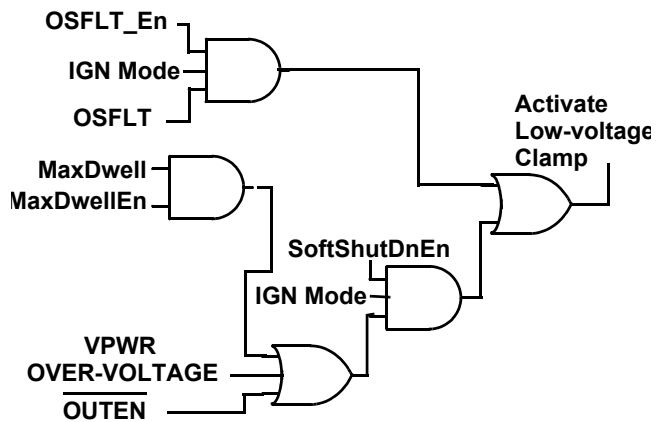 OSFLT_En
IGN Mode
OSFLT
Activate
Low-voltage
Clamp
MaxDwell
MaxDwellEn
SoftShutDnEn
IGN Mode
VPWR
OVER-VOLTAGE
OUTEN